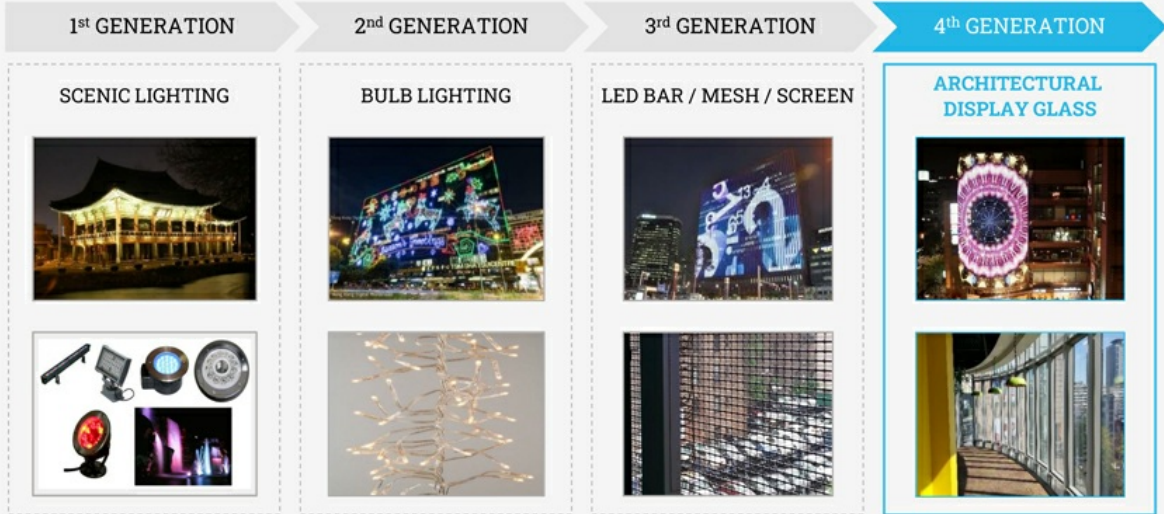 1st GENERATION
2nd GENERATION
3rd GENERATION
4th GENERATION
SCENIC LIGHTING
BULB LIGHTING
LED BAR / MESH / SCREEN
ARCHITECTURAL
DISPLAY GLASS